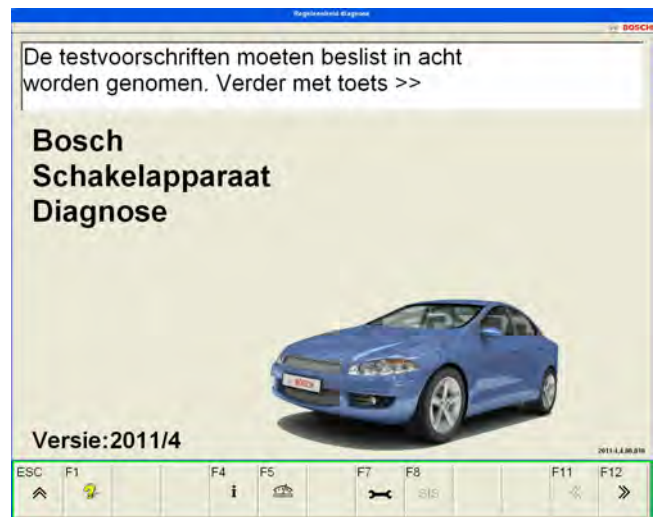 Regeleenheid diagnose
BOSCH
De testvoorschriften moeten beslist in acht
worden genomen. Verder met toets >>
Bosch
Schakelapparaat
Diagnose
BOSCH
Versie:2011/4
ESC F1 F4 F5 F7 F8 F11 F12
i SIS